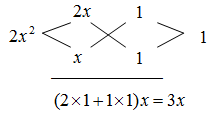 2x 1
2x² 1
x 1
(2×1+1×1)x=3x